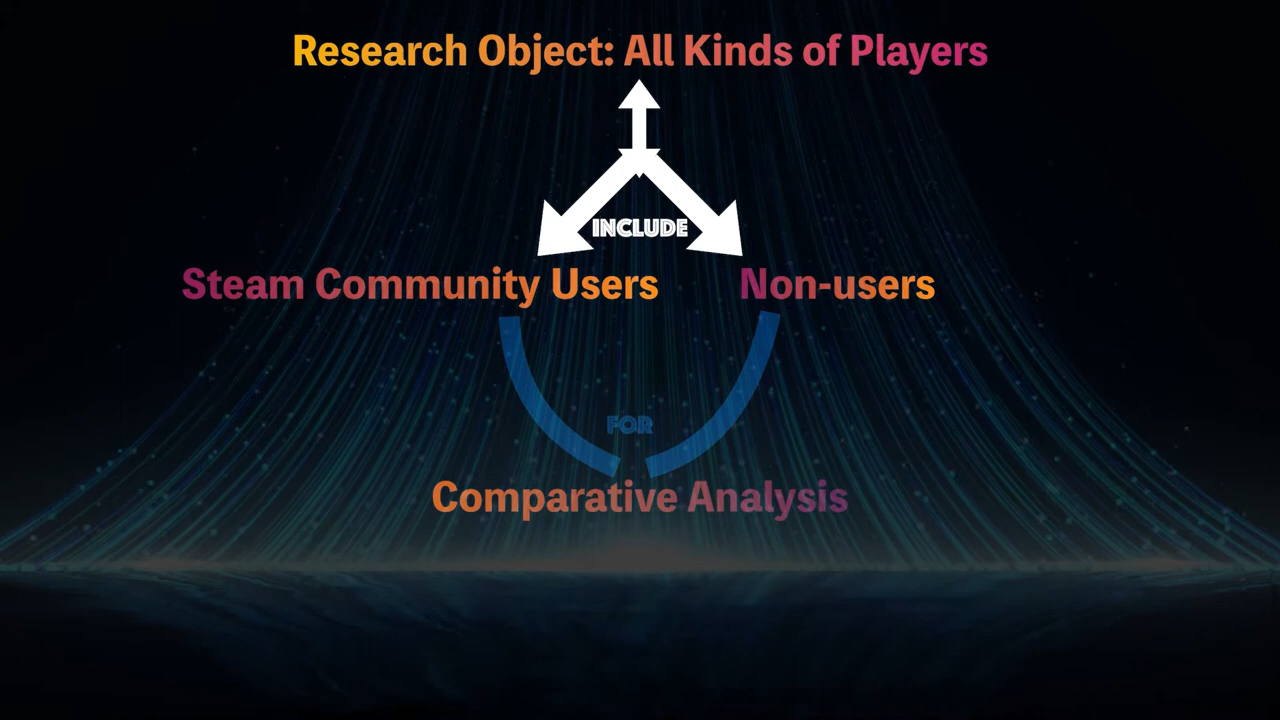 Research Object: All Kinds of Players
INCLUDE
Steam Community Users
Non-users
FOR
Comparative Analysis